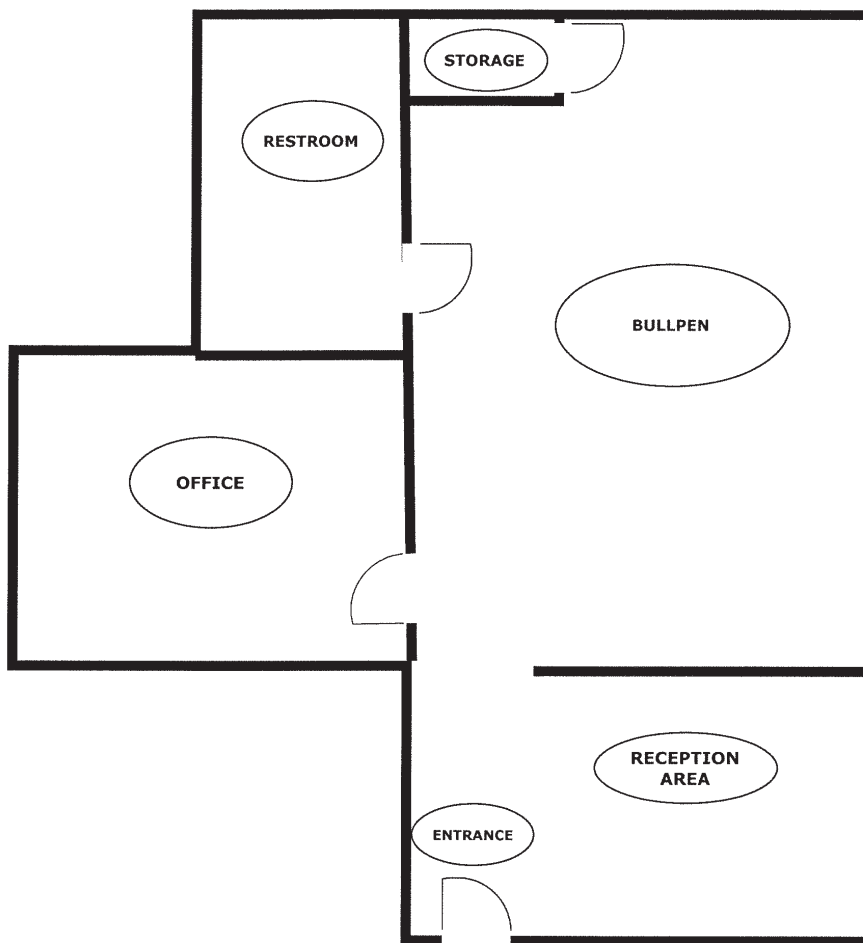 STORAGE
RESTROOM
BULLPEN
OFFICE
RECEPTION
AREA
ENTRANCE